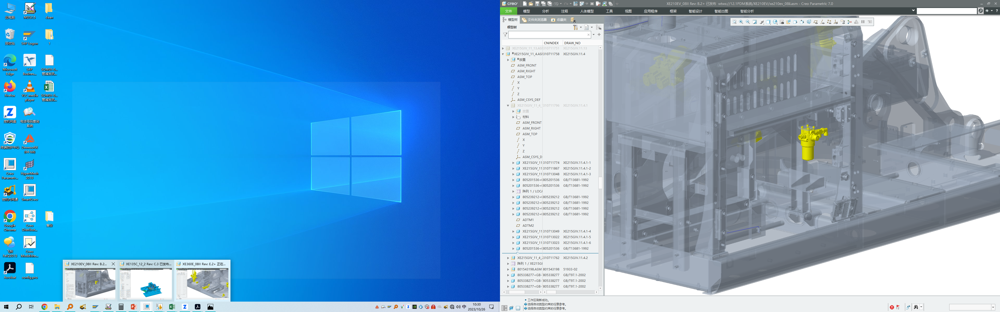 此电脑
MDS7.5
daan
回收站
SAP Logon
1
Microsoft Edge
SAP Busines...
SOMDI-0...
Firefox
VLC media player
SOMDI-0...
挖机网盘
电话号码查询系统
终端防护中心
DewesoftX (64-bit)
Creo Parametr...
HyperMesh 2019
挖机内网通
SmartCreo
Google Chrome
Creo Distribut...
备份
飞秋 FeiQ2013
Creo Modelche...
Acrobat
config.pro
XE210EV_08II Rev: B.2...
XE135C_12_2 Rev: C.3 已发布...
XE360E_08II Rev: E.2+ 正在...
中
10:30
2023/10/26
creo
XE210EV_08II Rev: B.2+ 已发布 wtws://12.1PDM系统/XE210EV/xe210ev_08ii.asm - Creo Parametric 7.0
文件 模型 分析 注释 人体模型 工具 视图 应用程序 框架 智能设计 智能出图 智能分析
模型树 文件夹浏览器 收藏夹
模型树
CNINDEX DRAW_NO
XE215GIV_11_13.ASM 310711751 XE215GIV.11.13
XE215GIV_11_4.ASM 310711758 XE215GIV.11.4
放置
ASM_FRONT
ASM_RIGHT
ASM_TOP
X
Y
Z
ASM_CSYS_DEF
XE215GIV_11_4_ 310711796 XE215GIV.11.4.1
放置
材料
ASM_FRONT
ASM_RIGHT
ASM_TOP
X
Y
Z
ASM_CSYS_D
XE215GIV_11 310711774 XE215GIV.11.4.1-1
XE215GIV_11 310711867 XE215GIV.11.4.1-2
XE215GIV_11 310713048 XE215GIV.11.4.1-3
805201536<( 805201536 GB/T13681-1992
805201536<( 805201536 GB/T13681-1992
阵列 1 / LOCA
805239212<( 805239212 GB/T13681-1992
805239212<( 805239212 GB/T13681-1992
805239212<( 805239212 GB/T13681-1992
805239212<( 805239212 GB/T13681-1992
ADTM1
ADTM2
XE215GIV_11 310713049 XE215GIV.11.4.1-4
XE215GIV_11 310713022 XE215GIV.11.4.1-5
XE215GIV_11 310713023 XE215GIV.11.4.1-6
805201536<( 805201536 GB/T13681-1992
XE215GIV_11_4_2 310711762 XE215GIV.11.4.2
阵列 1 / XE215GI
801543198.ASM 801543198 51933-02
805338277<GB- 805338277 GB/T97.1-2002
805338277<GB- 805338277 GB/T97.1-2002
805338277<GB- 805338277 GB/T97.1-2002
工作区刷新成功。
选择自动类型约束的任意参考。
选择自动类型约束的任意参考。
2